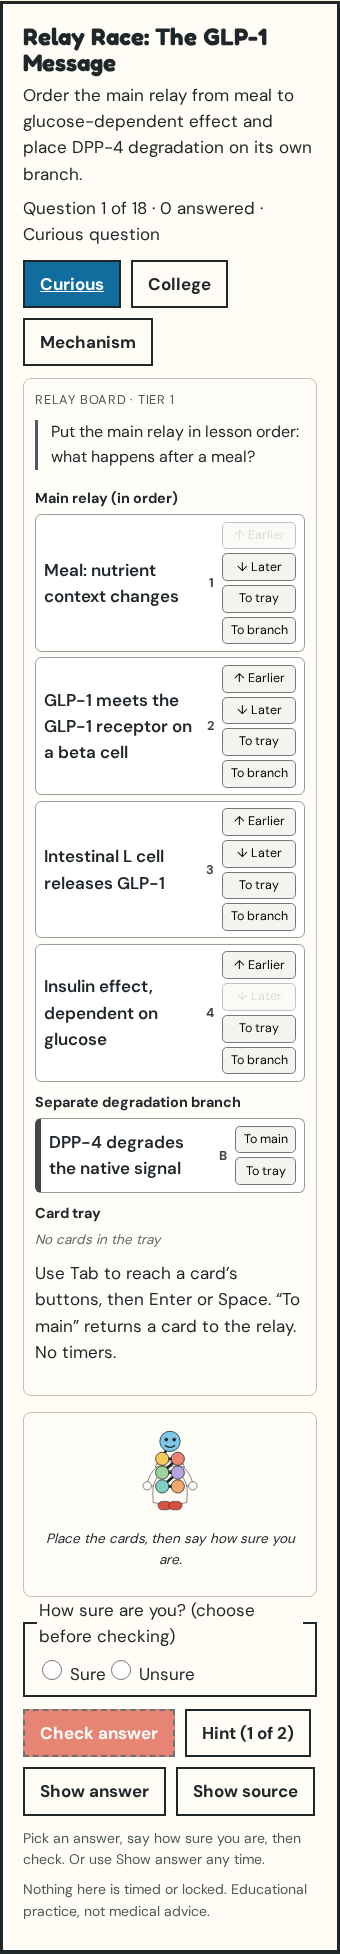 Relay Race: The GLP-1
Message
Order the main relay from meal to
glucose-dependent effect and
place DPP-4 degradation on its own
branch.
Question 1 of 18 · 0 answered ·
Curious question
Curious
College
Mechanism
RELAY BOARD · TIER 1
Put the main relay in lesson order:
what happens after a meal?
Main relay (in order)
Meal: nutrient
context changes
1
↑ Earlier
↓ Later
To tray
To branch
GLP-1 meets the
GLP-1 receptor on
a beta cell
2
↑ Earlier
↓ Later
To tray
To branch
Intestinal L cell
releases GLP-1
3
↑ Earlier
↓ Later
To tray
To branch
Insulin effect,
dependent on
glucose
4
↑ Earlier
↓ Later
To tray
To branch
Separate degradation branch
DPP-4 degrades
the native signal
B
To main
To tray
Card tray
No cards in the tray
Use Tab to reach a card’s
buttons, then Enter or Space. “To
main” returns a card to the relay.
No timers.
Place the cards, then say how sure you
are.
How sure are you? (choose
before checking)
Sure
Unsure
Check answer
Hint (1 of 2)
Show answer
Show source
Pick an answer, say how sure you are, then
check. Or use Show answer any time.
Nothing here is timed or locked. Educational
practice, not medical advice.